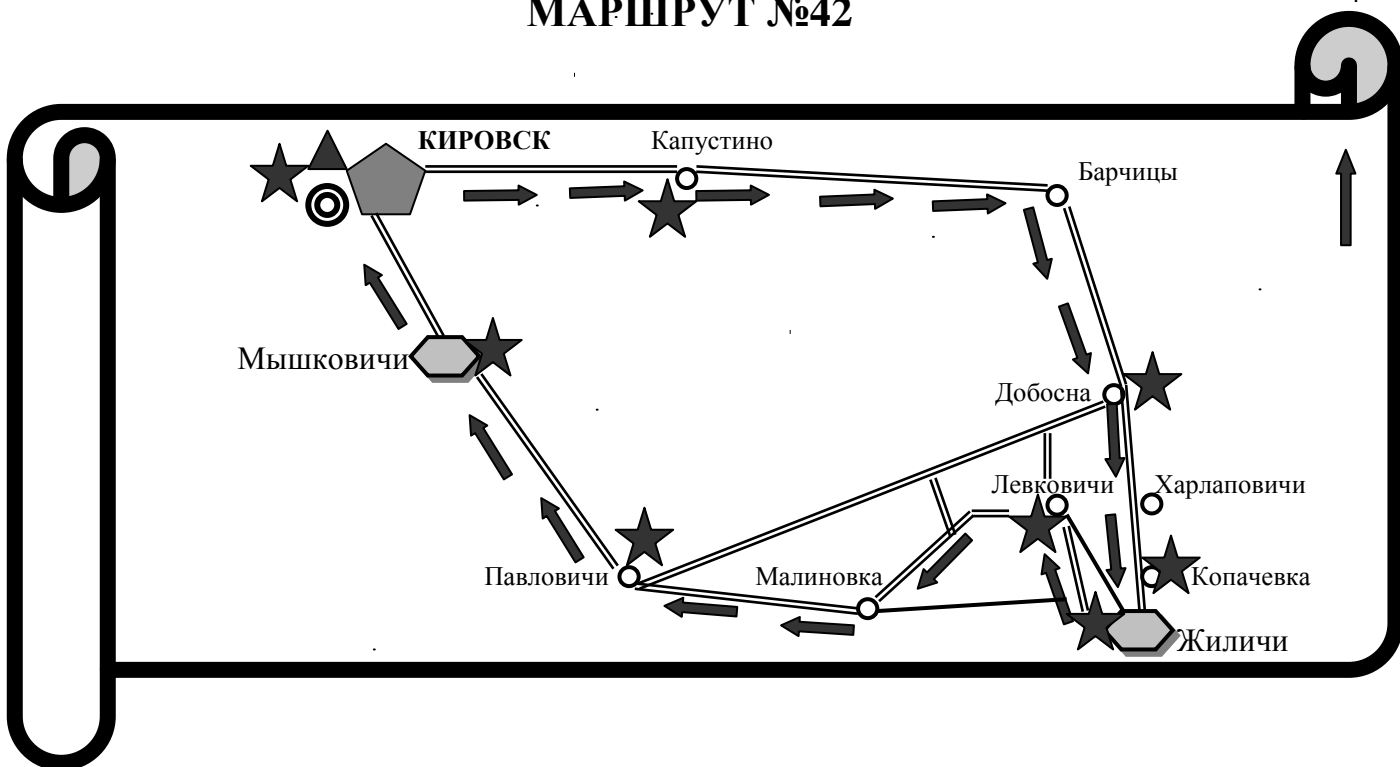 МАРШРУТ №42
КИРОВСК
Капустино
Барчицы
Мышковичи
Добосна
Левковичи
Харлаповичи
Павловичи
Малиновка
Копачевка
Жиличи